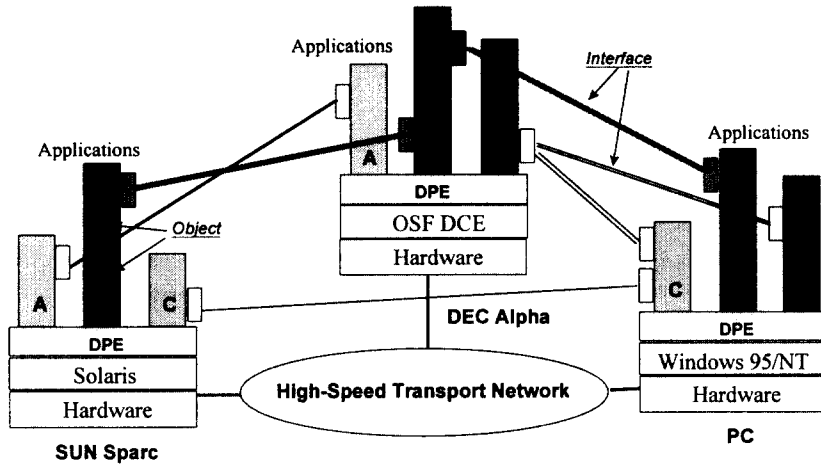 Applications
Interface
Applications
Applications
A
DPE
OSF DCE
Hardware
DEC Alpha
Object
A
C
DPE
Solaris
Hardware
SUN Sparc
High-Speed Transport Network
C
DPE
Windows 95/NT
Hardware
PC